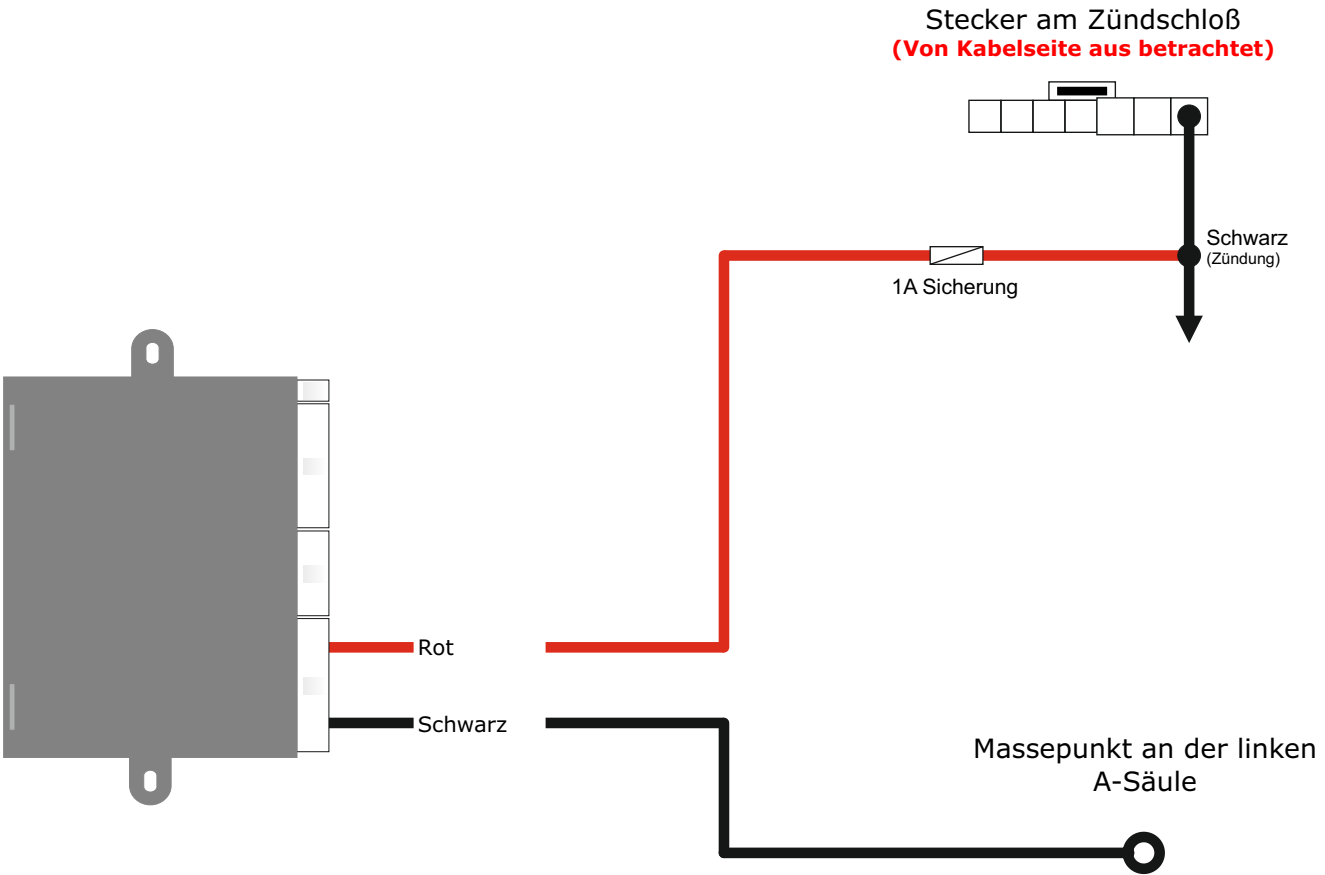 Stecker am Zündschloß
(Von Kabelseite aus betrachtet)
Schwarz
(Zündung)
1A Sicherung
Rot
Schwarz
Massepunkt an der linken
A-Säule